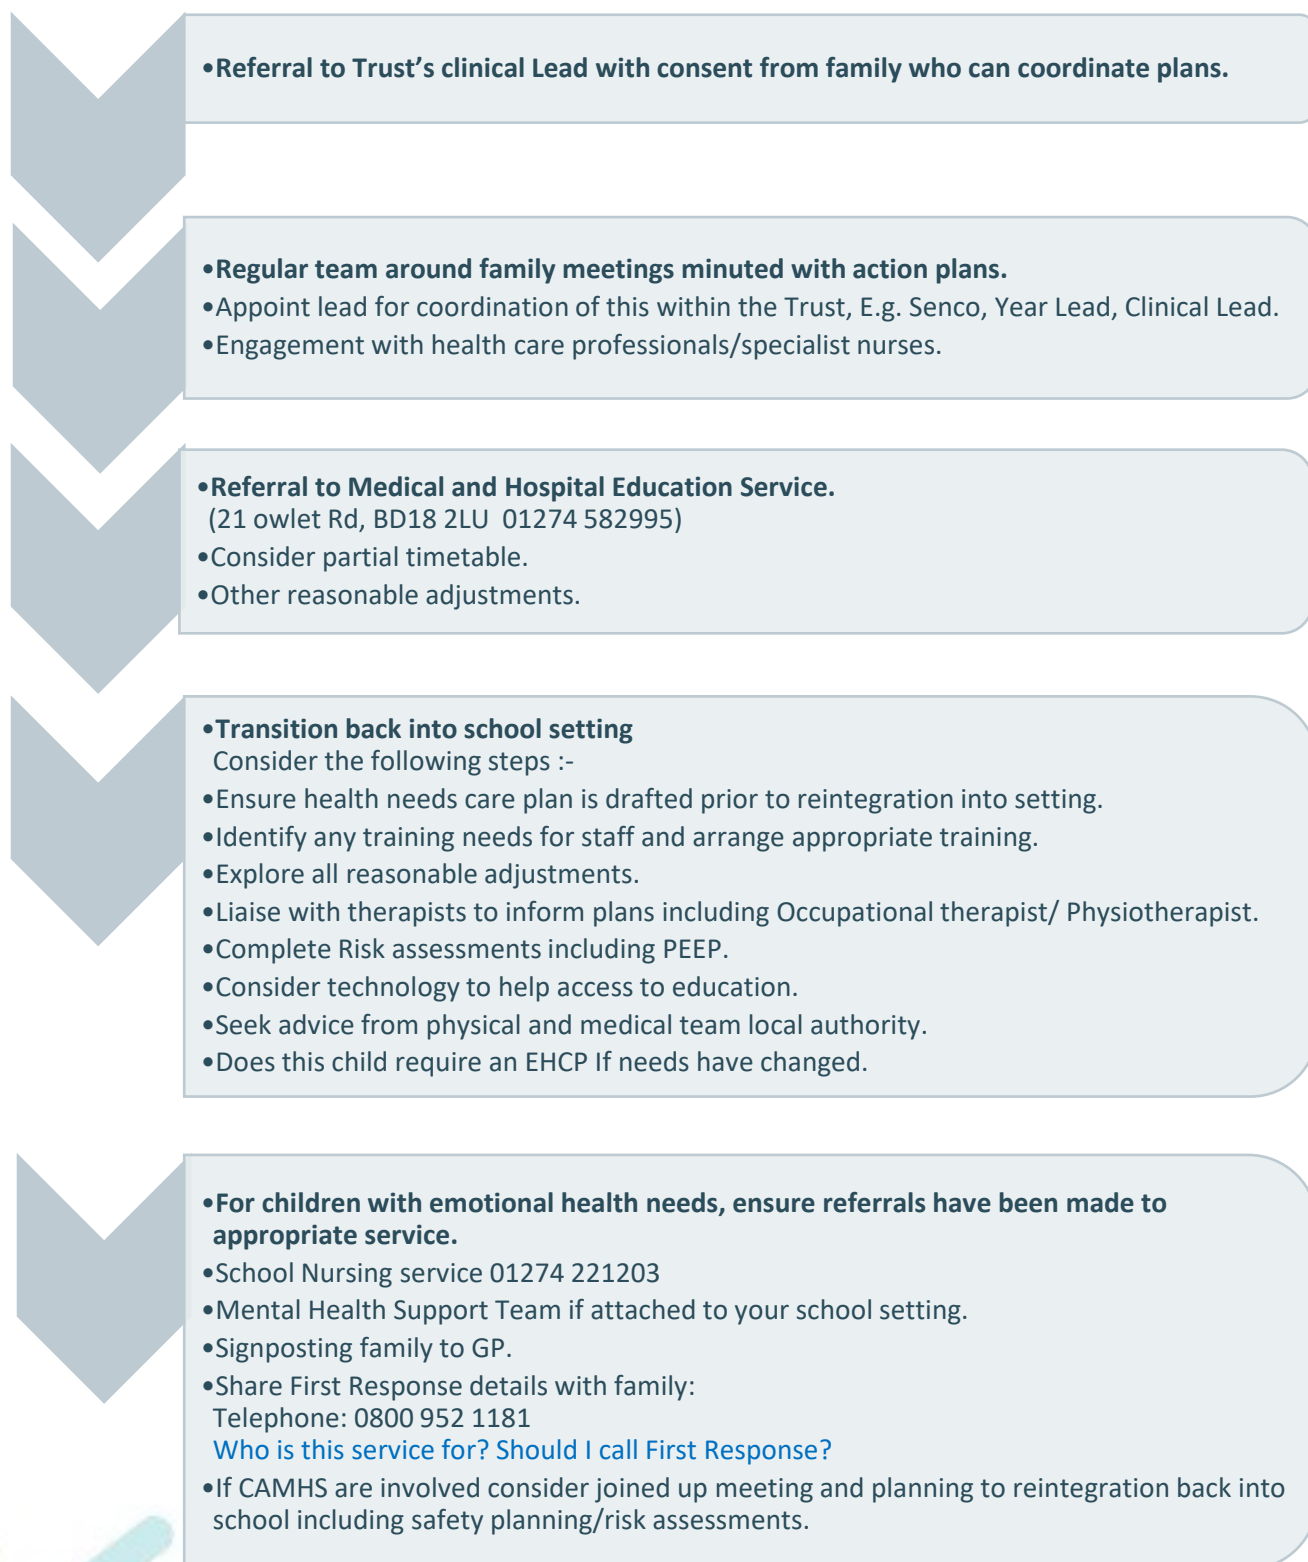 •Referral to Trust's clinical Lead with consent from family who can coordinate plans.
•Regular team around family meetings minuted with action plans.
•Appoint lead for coordination of this within the Trust, E.g. Senco, Year Lead, Clinical Lead.
•Engagement with health care professionals/specialist nurses.
•Referral to Medical and Hospital Education Service.
(21 owlet Rd, BD18 2LU  01274 582995)
•Consider partial timetable.
•Other reasonable adjustments.
•Transition back into school setting
Consider the following steps :-
•Ensure health needs care plan is drafted prior to reintegration into setting.
•Identify any training needs for staff and arrange appropriate training.
•Explore all reasonable adjustments.
•Liaise with therapists to inform plans including Occupational therapist/ Physiotherapist.
•Complete Risk assessments including PEEP.
•Consider technology to help access to education.
•Seek advice from physical and medical team local authority.
•Does this child require an EHCP If needs have changed.
•For children with emotional health needs, ensure referrals have been made to
appropriate service.
•School Nursing service 01274 221203
•Mental Health Support Team if attached to your school setting.
•Signposting family to GP.
•Share First Response details with family:
Telephone: 0800 952 1181
Who is this service for? Should I call First Response?
•If CAMHS are involved consider joined up meeting and planning to reintegration back into
school including safety planning/risk assessments.